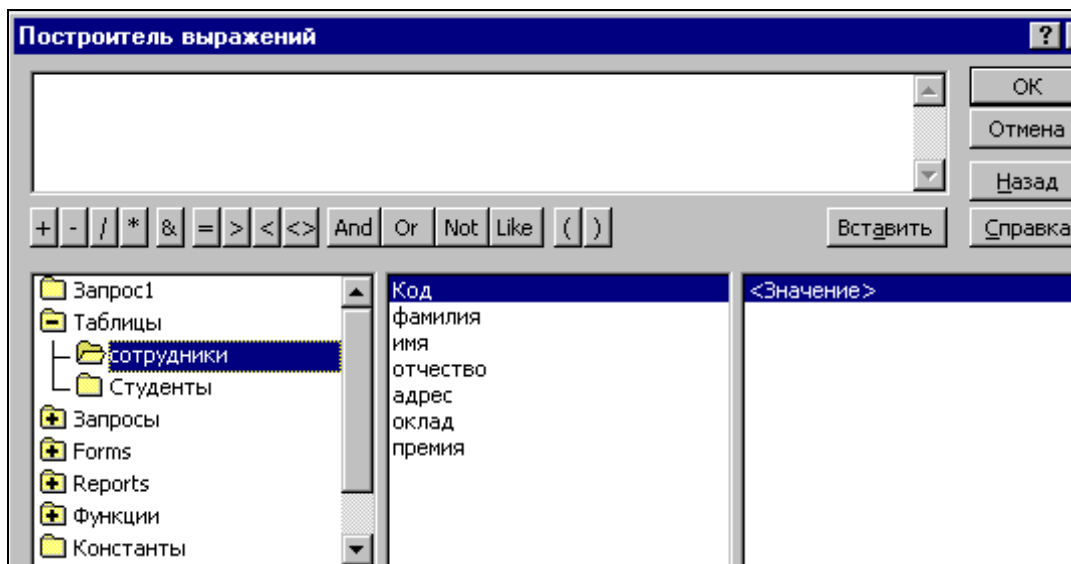 Построитель выражений ?
ОК
Отмена
Назад
+ - / * & = > < <> And Or Not Like ( ) Вставить Справка
Запрос1
Таблицы
сотрудники
Студенты
Запросы
Forms
Reports
Функции
Константы
Код
фамилия
имя
отчество
адрес
оклад
премия
<Значение>